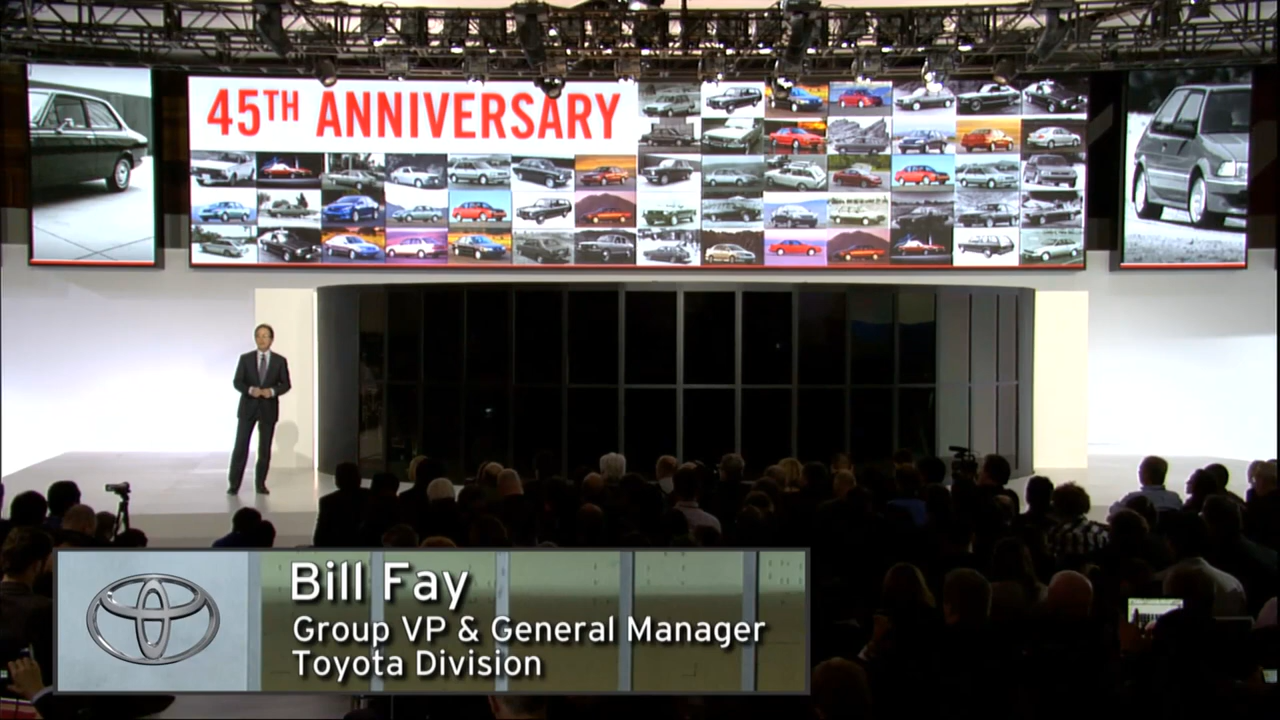 45TH ANNIVERSARY
Bill Fay
Group VP & General Manager
Toyota Division